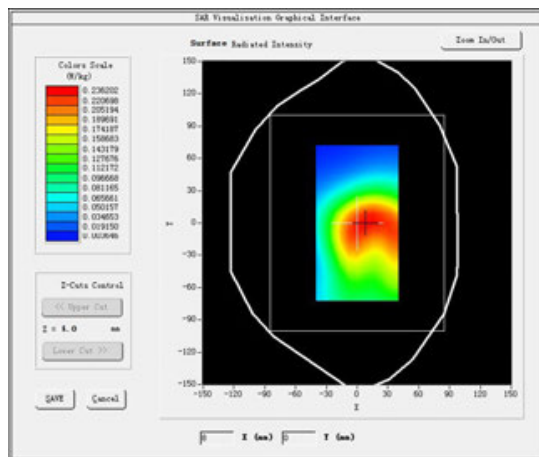 SAR Visualisation Graphical Interface
Surface Radiated Intensity
Zoom In/Out
Colors Scale
(W/kg)
0.236202
0.220698
0.205194
0.189691
0.174187
0.158683
0.143179
0.127676
0.112172
0.096668
0.081165
0.065661
0.050157
0.034653
0.019150
0.003646
150
120
90
60
30
0
-30
-60
-90
-120
-150
Y
-150 -120 -90 -60 -30 0 30 60 90 120 150
X
Z-Cuts Control
<< Upper Cut
Z = 4.0 mm
Lower Cut >>
SAVE
Cancel
8 X (mm) 0 Y (mm)